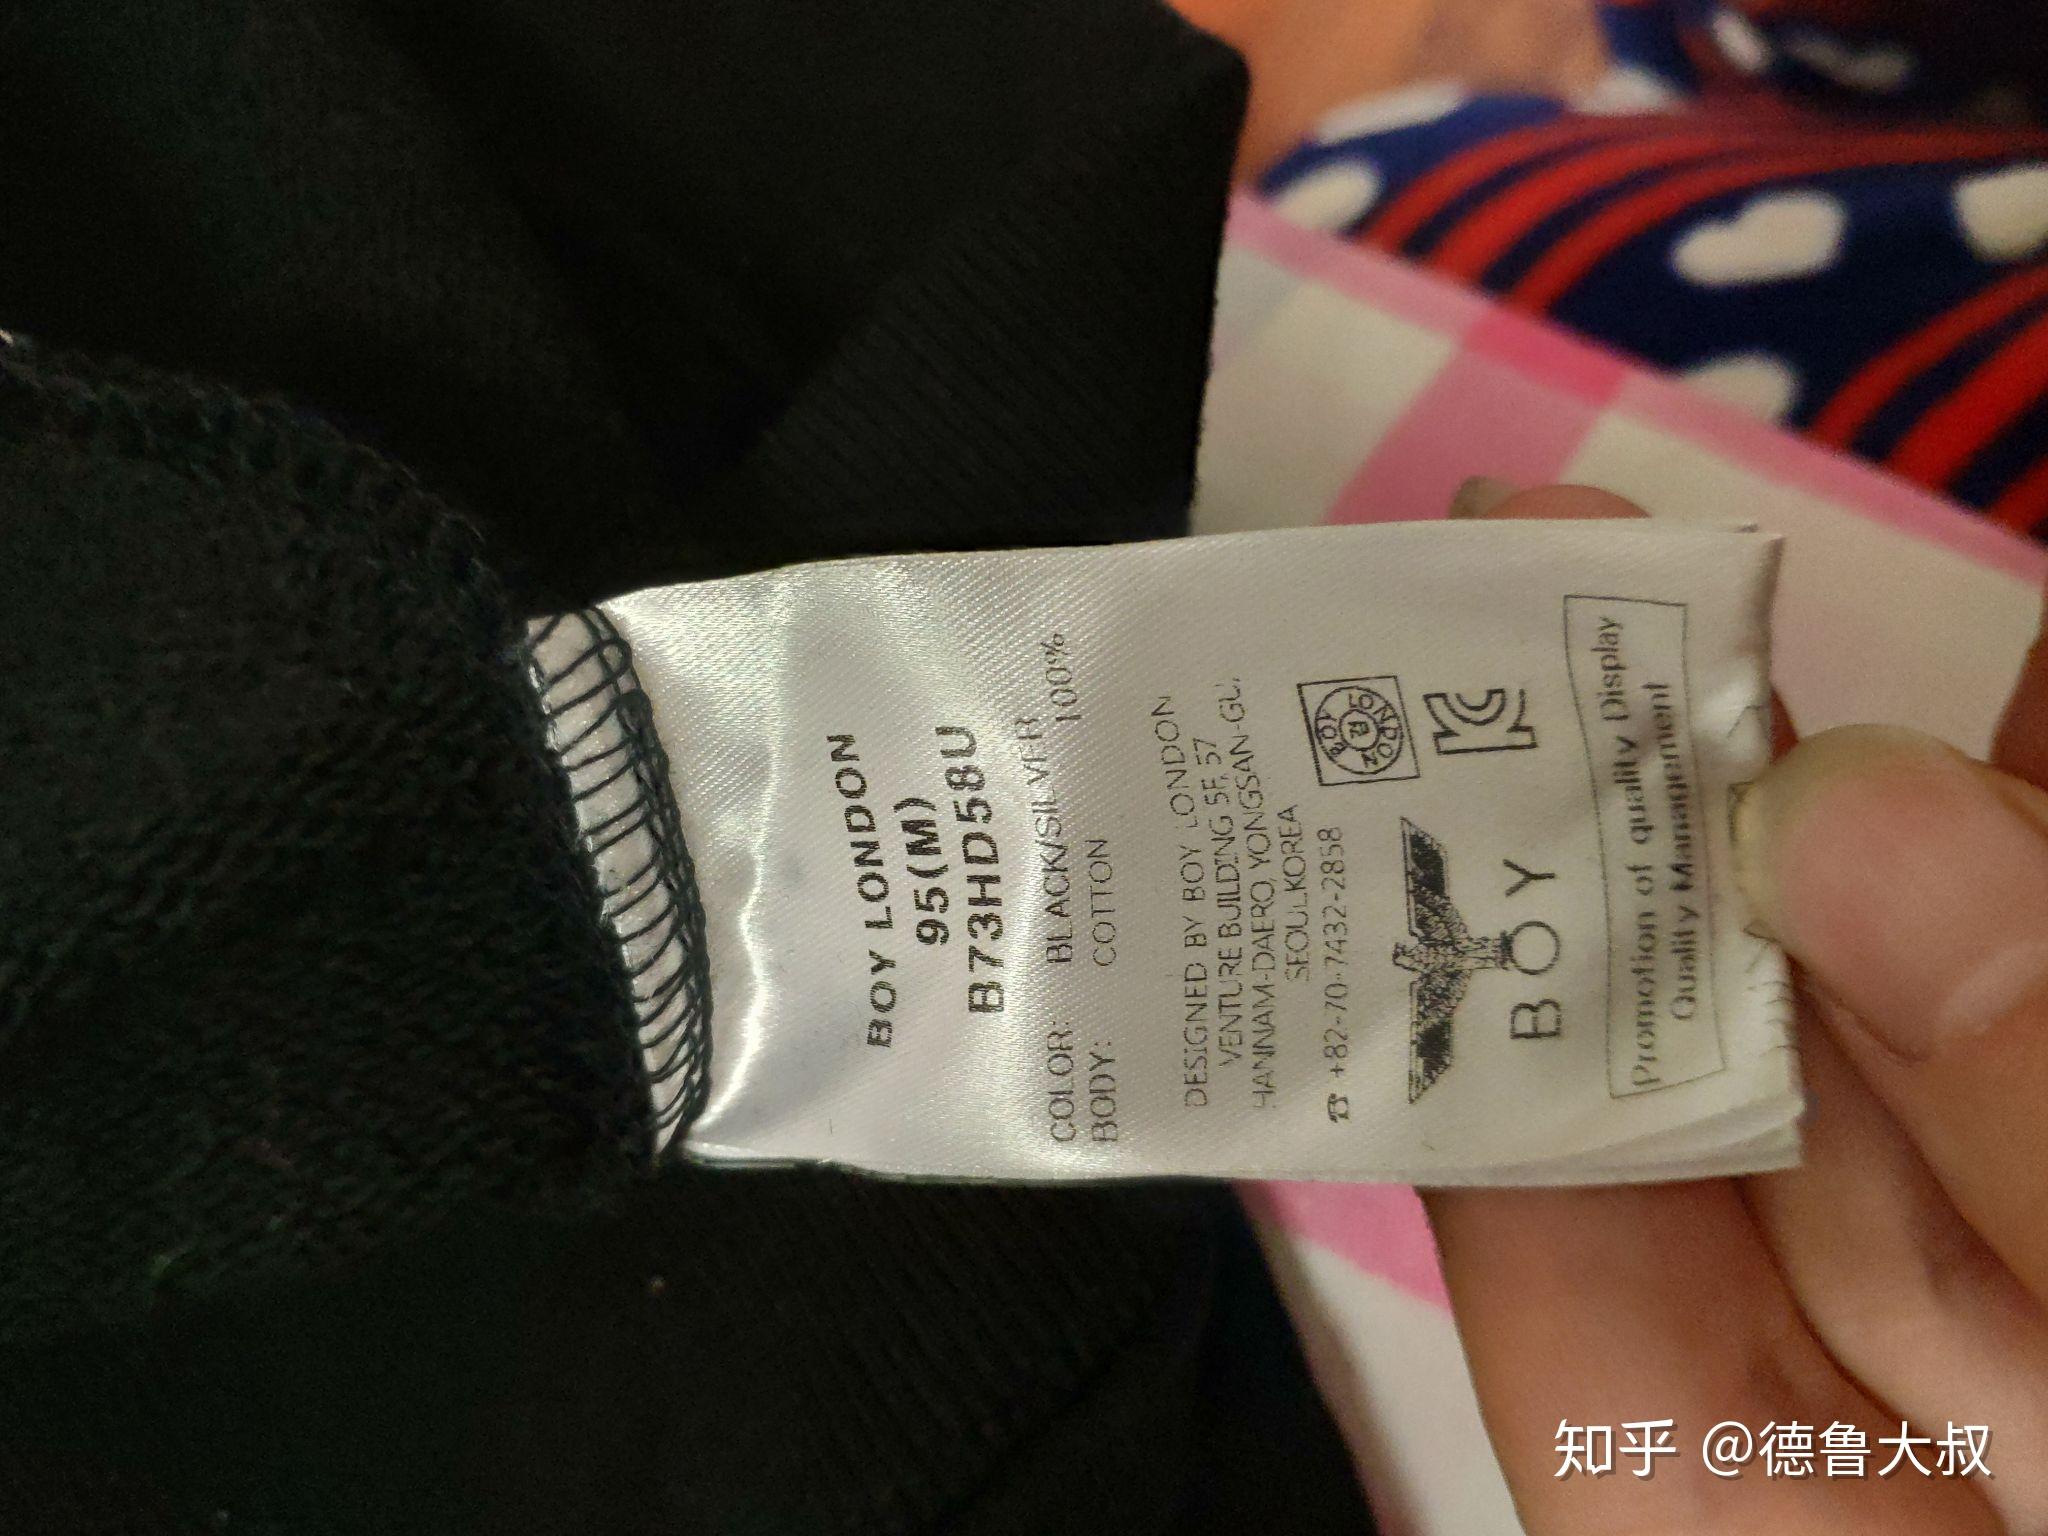 BOY LONDON
95(M)
B73HD58U
COLOR: BLACK/SILVER
BODY: COTTON 100%
DESIGNED BY BOY LONDON
VENTURE BUILDING 5F, 57
HANNAM-DAERO, YONGSAN-GU,
SEOUL.KOREA
☎ +82-70-7432-2858
BOY LONDON
BOY
Promotion of quality Display
Quality Management
知乎 @德鲁大叔